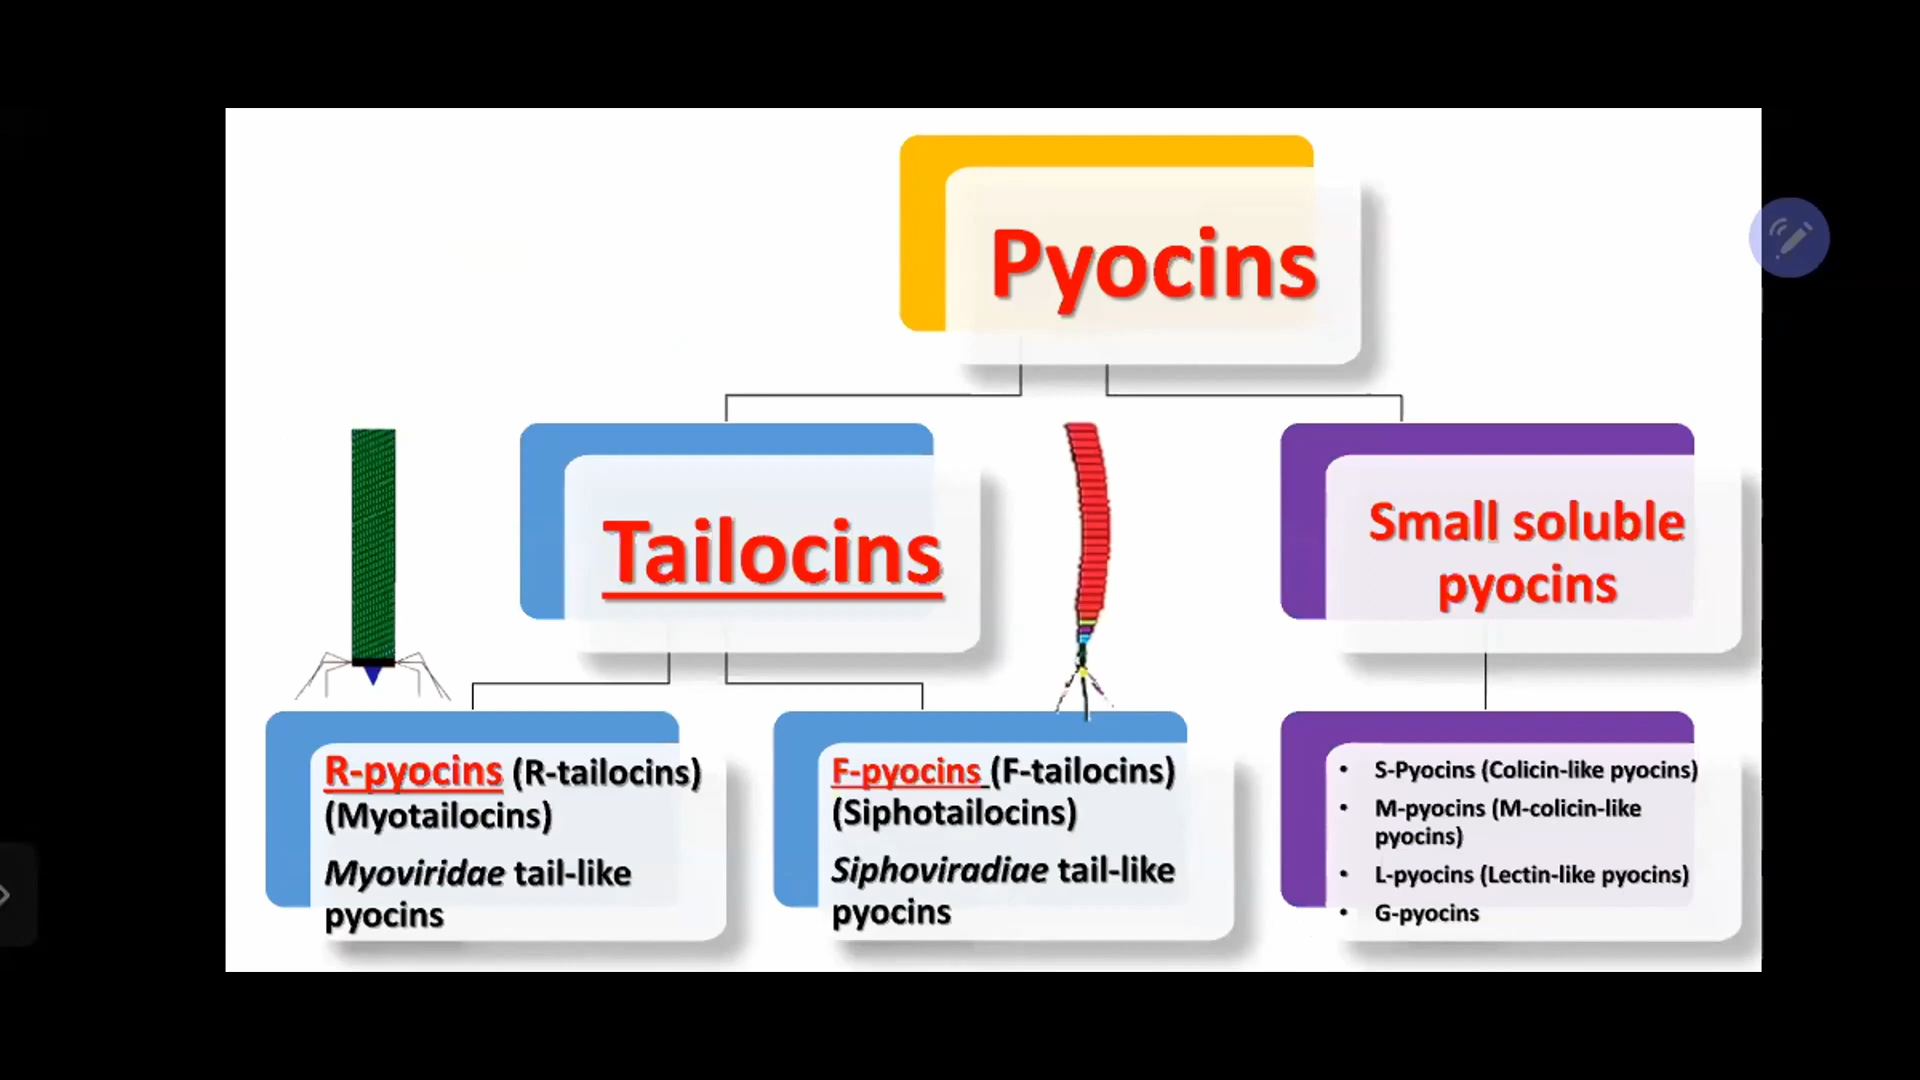 Pyocins
Tailocins
Small soluble
pyocins
R-pyocins (R-tailocins)
(Myotailocins)
Myoviridae tail-like
pyocins
F-pyocins (F-tailocins)
(Siphotailocins)
Siphoviradiae tail-like
pyocins
• S-Pyocins (Colicin-like pyocins)
• M-pyocins (M-colicin-like
pyocins)
• L-pyocins (Lectin-like pyocins)
• G-pyocins